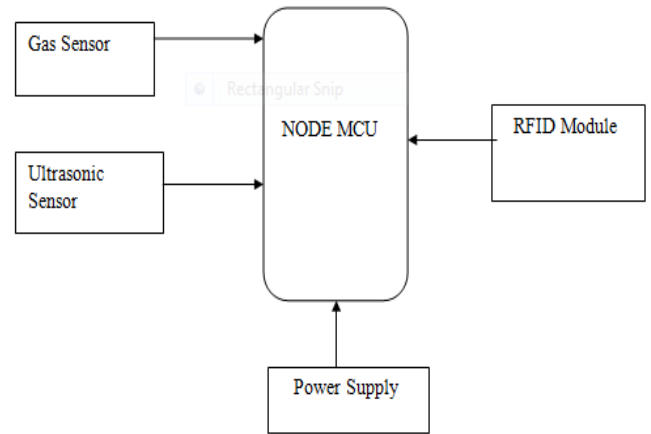 Gas Sensor
Rectangular Snip
NODE MCU
RFID Module
Ultrasonic
Sensor
Power Supply